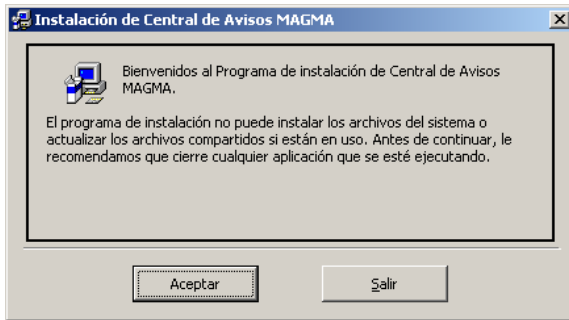 Instalación de Central de Avisos MAGMA
Bienvenidos al Programa de instalación de Central de Avisos
MAGMA.
El programa de instalación no puede instalar los archivos del sistema o
actualizar los archivos compartidos si están en uso. Antes de continuar, le
recomendamos que cierre cualquier aplicación que se esté ejecutando.
Aceptar
Salir